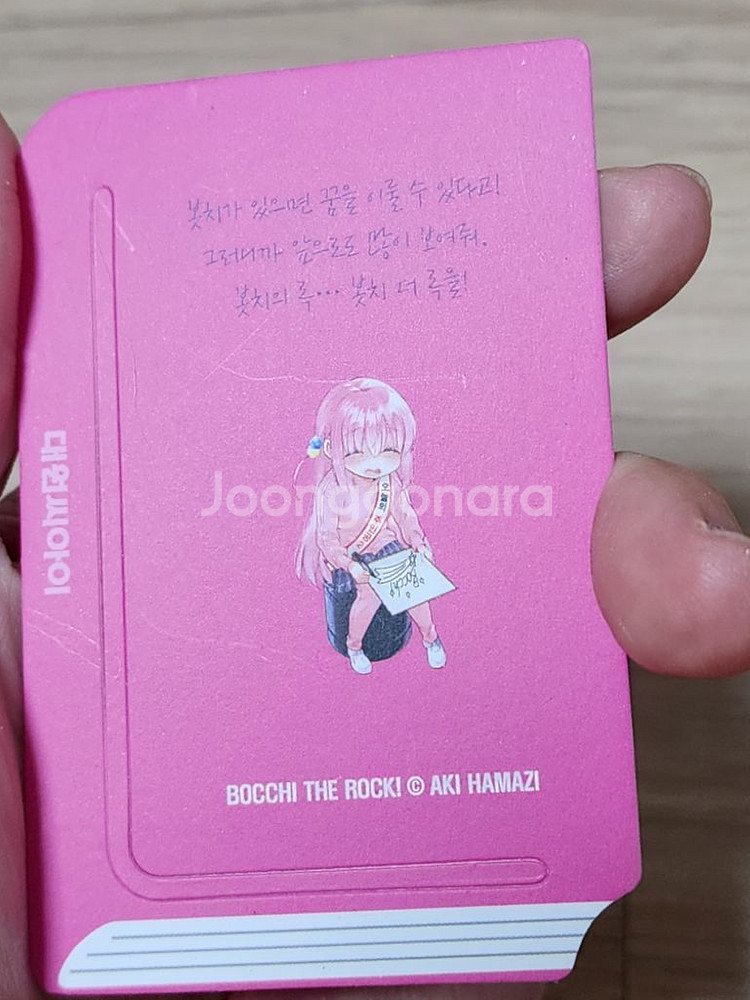 봇치가 있으면 꿈을 이룰 수 있다고!
그러니까 앞으로도 많이 보여줘.
봇치의 록... 봇치 더 록을!
대원씨아이
Joonggonara
Bocchi
BOCCHI THE ROCK! © AKI HAMAZI